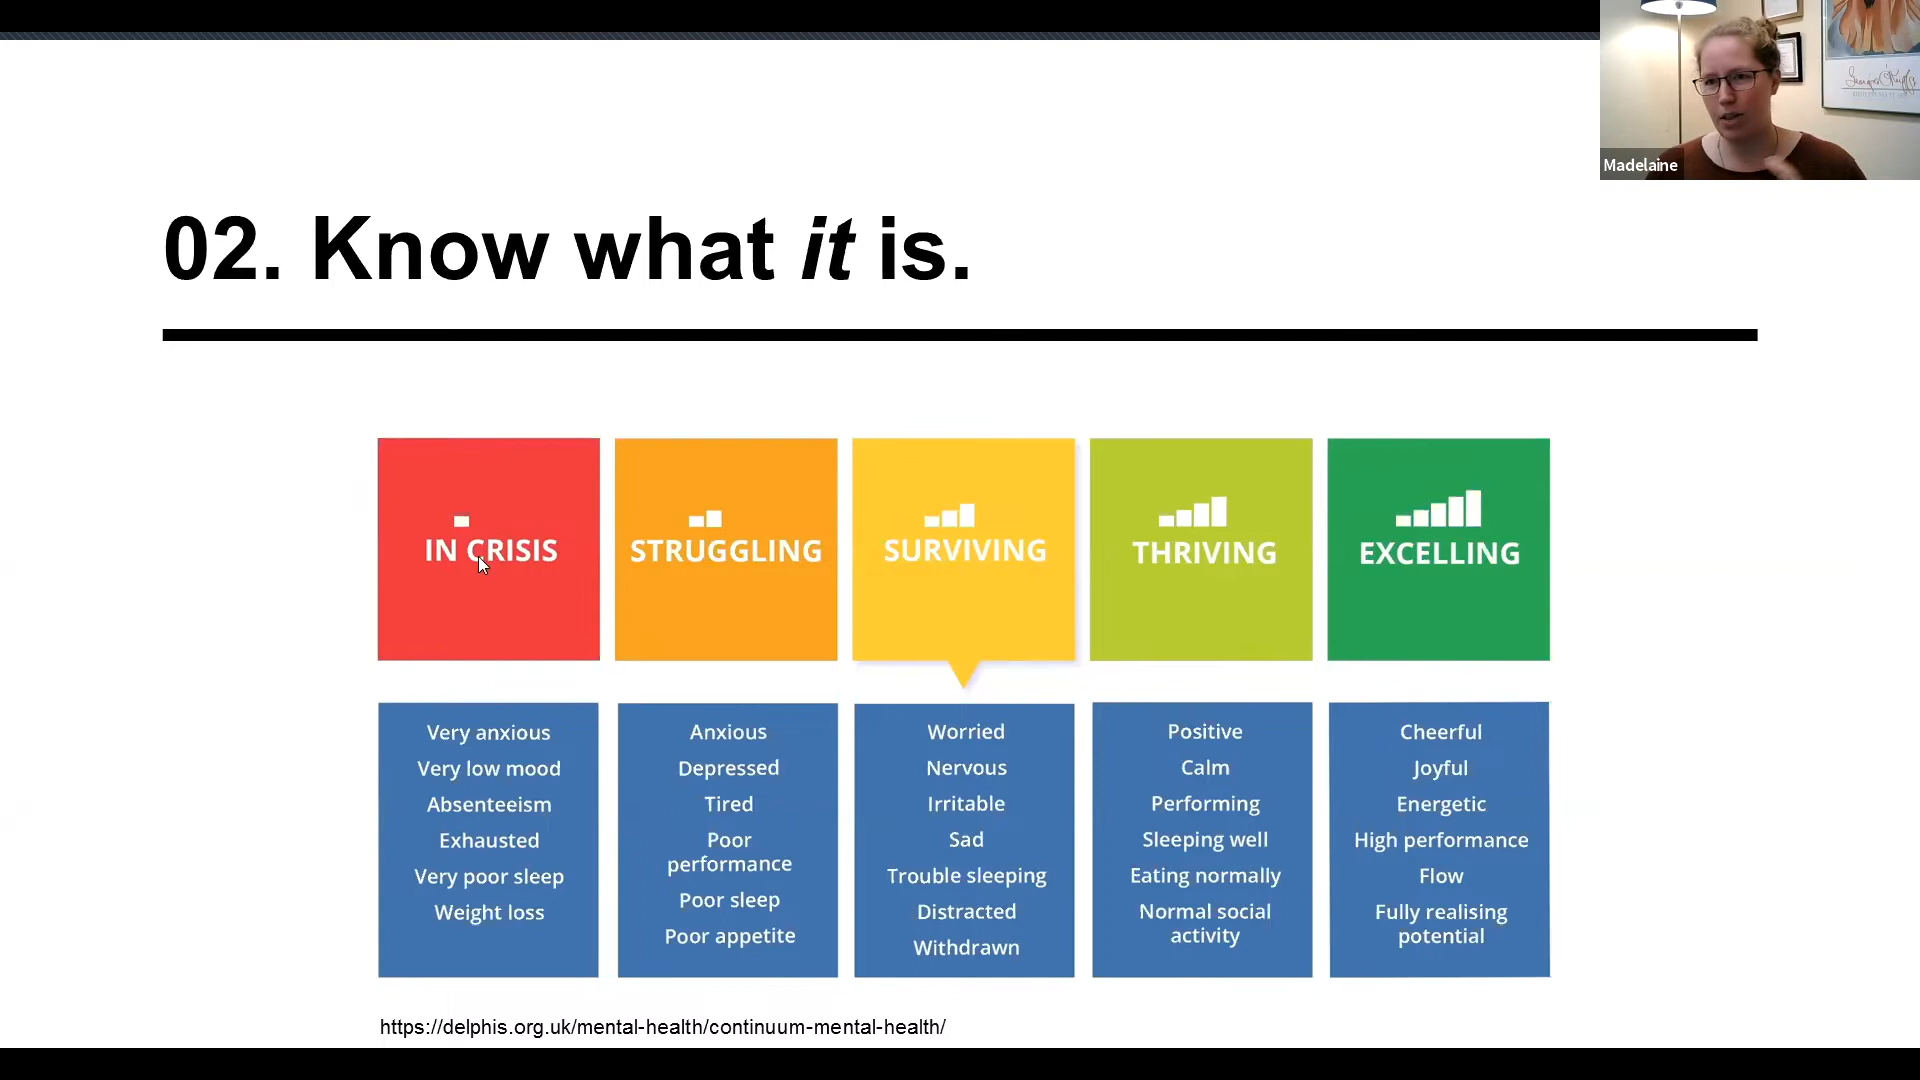 Madelaine
02. Know what it is.
IN CRISIS
STRUGGLING
SURVIVING
THRIVING
EXCELLING
Very anxious
Very low mood
Absenteeism
Exhausted
Very poor sleep
Weight loss
Anxious
Depressed
Tired
Poor
performance
Poor sleep
Poor appetite
Worried
Nervous
Irritable
Sad
Trouble sleeping
Distracted
Withdrawn
Positive
Calm
Performing
Sleeping well
Eating normally
Normal social
activity
Cheerful
Joyful
Energetic
High performance
Flow
Fully realising
potential
https://delphis.org.uk/mental-health/continuum-mental-health/